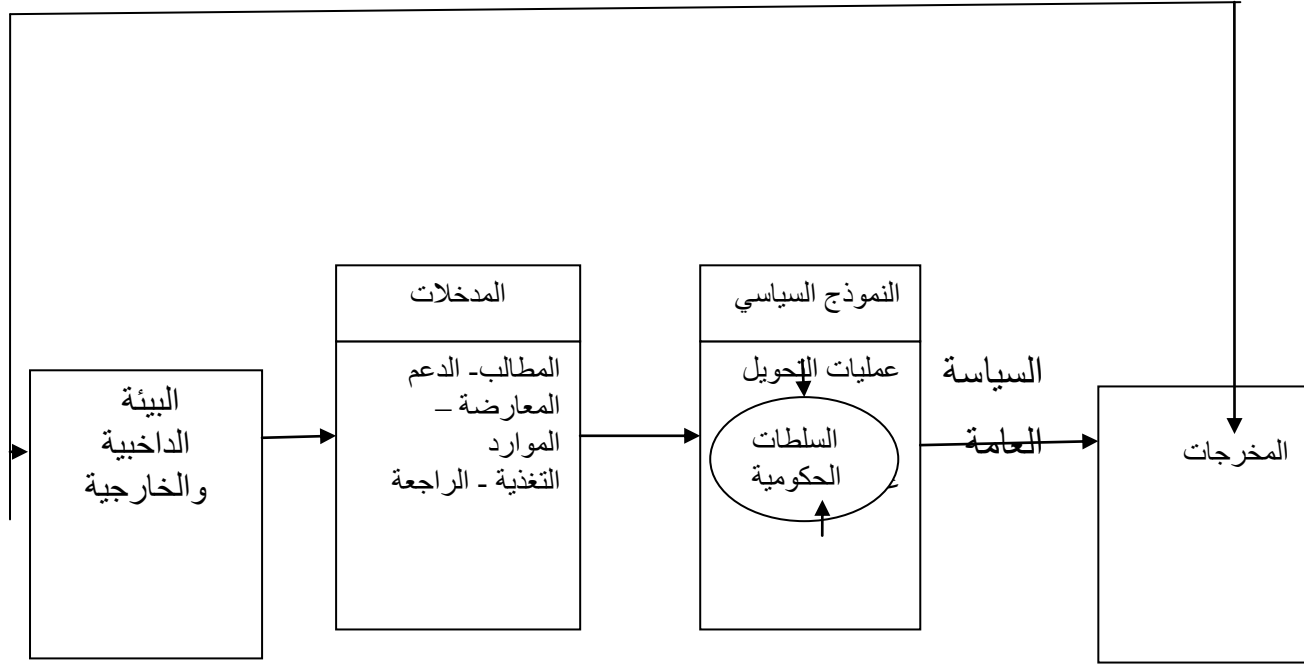 البيئة
الداخبية
والخارجية
المدخلات
المطالب- الدعم
المعارضة –
الموارد
التغذية - الراجعة
النموذج السياسي
عمليات التحويل
السلطات
الحكومية
السياسة
العامة
المخرجات